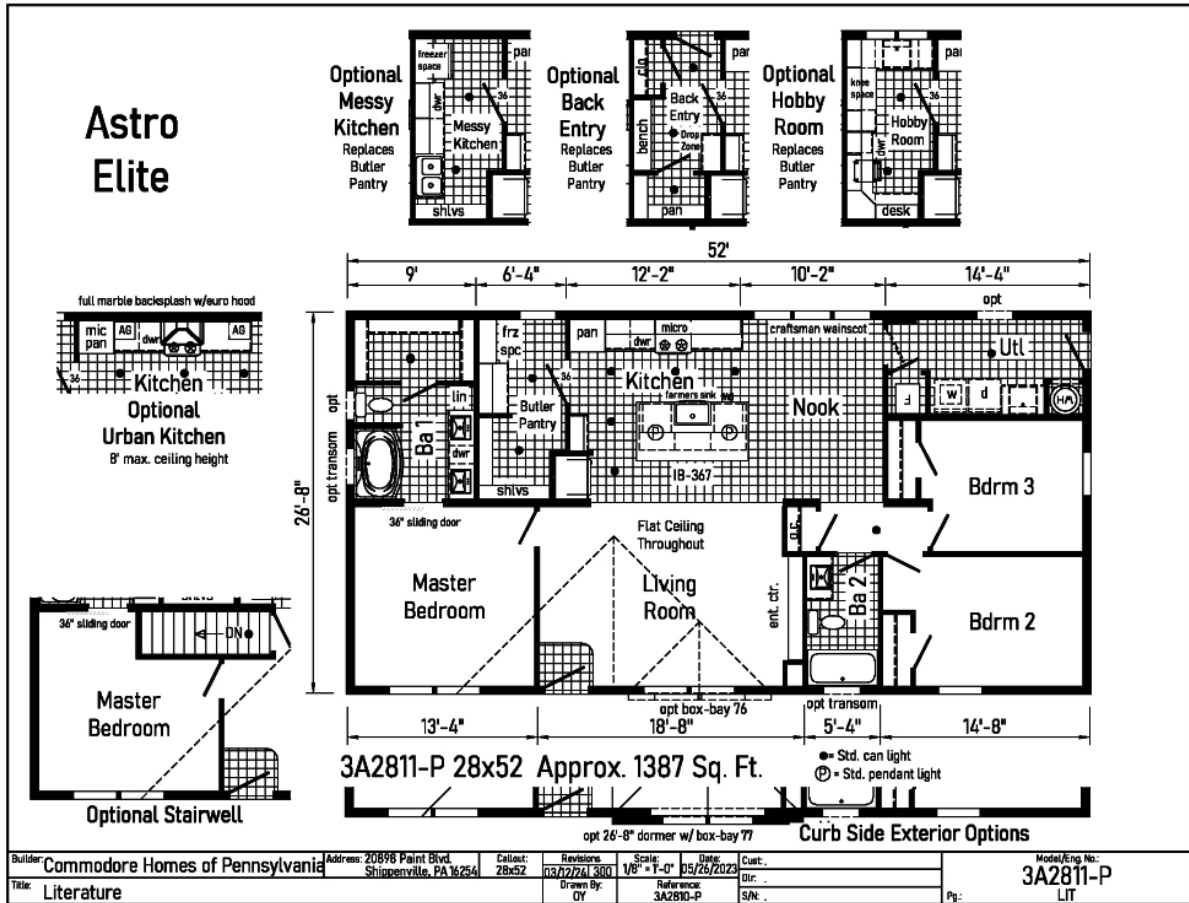 Astro
Elite
Optional
Messy
Kitchen
Replaces
Butler
Pantry
freezer
space
pan
dwr
36
Messy
Kitchen
shlvs
Optional
Back
Entry
Replaces
Butler
Pantry
clo
pan
36
Back
Entry
bench
Drop
Zone
pan
Optional
Hobby
Room
Replaces
Butler
Pantry
knee
space
pan
36
Hobby
Room
dwr
desk
52'
9'
6'-4"
12'-2"
10'-2"
14'-4"
opt
full marble backsplash w/euro hood
mic
pan
AG
dwr
AG
36
Kitchen
Optional
Urban Kitchen
8' max. ceiling height
26'-8"
opt
opt transom
Ba 1
lin
dwr
frz
spc
36
Butler
Pantry
shlvs
pan
dwr
micro
Kitchen
farmers sink
P
P
IB-367
craftsman wainscot
Nook
Utl
F
W
D
WH
Bdrm 3
36" sliding door
Master
Bedroom
Flat Ceiling
Throughout
Living
Room
ent. ctr.
Ba 2
Bdrm 2
opt box-bay 76
opt transom
13'-4"
18'-8"
5'-4"
14'-8"
36" sliding door
DN
Master
Bedroom
Optional Stairwell
3A2811-P 28x52 Approx. 1387 Sq. Ft.
= Std. can light
P = Std. pendant light
opt 26'-8" dormer w/ box-bay 77
Curb Side Exterior Options
Builder: Commodore Homes of Pennsylvania
Address: 20898 Paint Blvd.
Shippenville, PA 16254
Callout:
28x52
Revisions
03/12/24 300
Scale:
1/8" = 1'-0"
Date:
05/26/2023
Cust.: .
Dlr: .
S/N: .
Model/Eng. No.:
3A2811-P
Title: Literature
Drawn By:
OY
Reference:
3A2810-P
Pg.: LIT